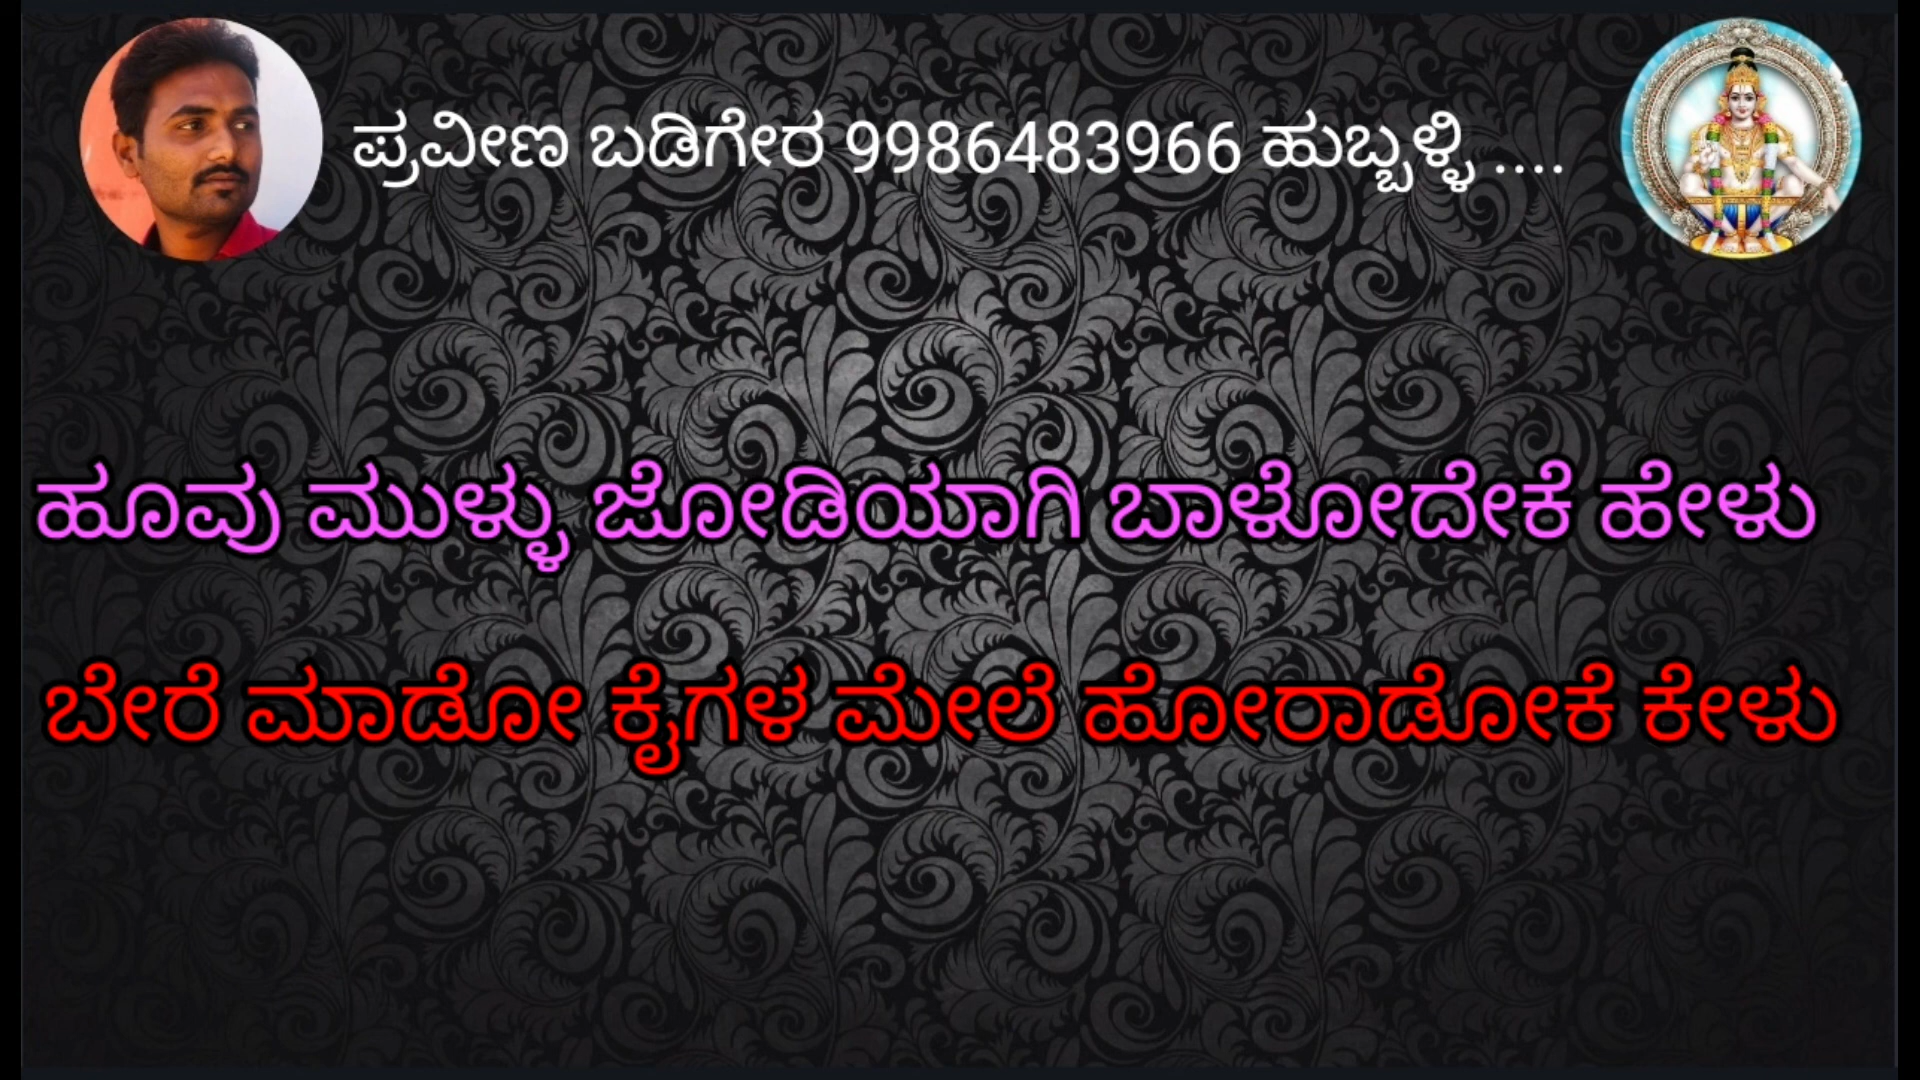 ಪ್ರವೀಣ ಬಡಿಗೇರ 9986483966 ಹುಬ್ಬಳ್ಳಿ ....
ಹೂವು ಮುಳ್ಳು ಜೋಡಿಯಾಗಿ ಬಾಳೋದೇಕೆ ಹೇಳು
ಬೇರೆ ಮಾಡೋ ಕೈಗಳ ಮೇಲೆ ಹೋರಾಡೋಕೆ ಕೇಳು